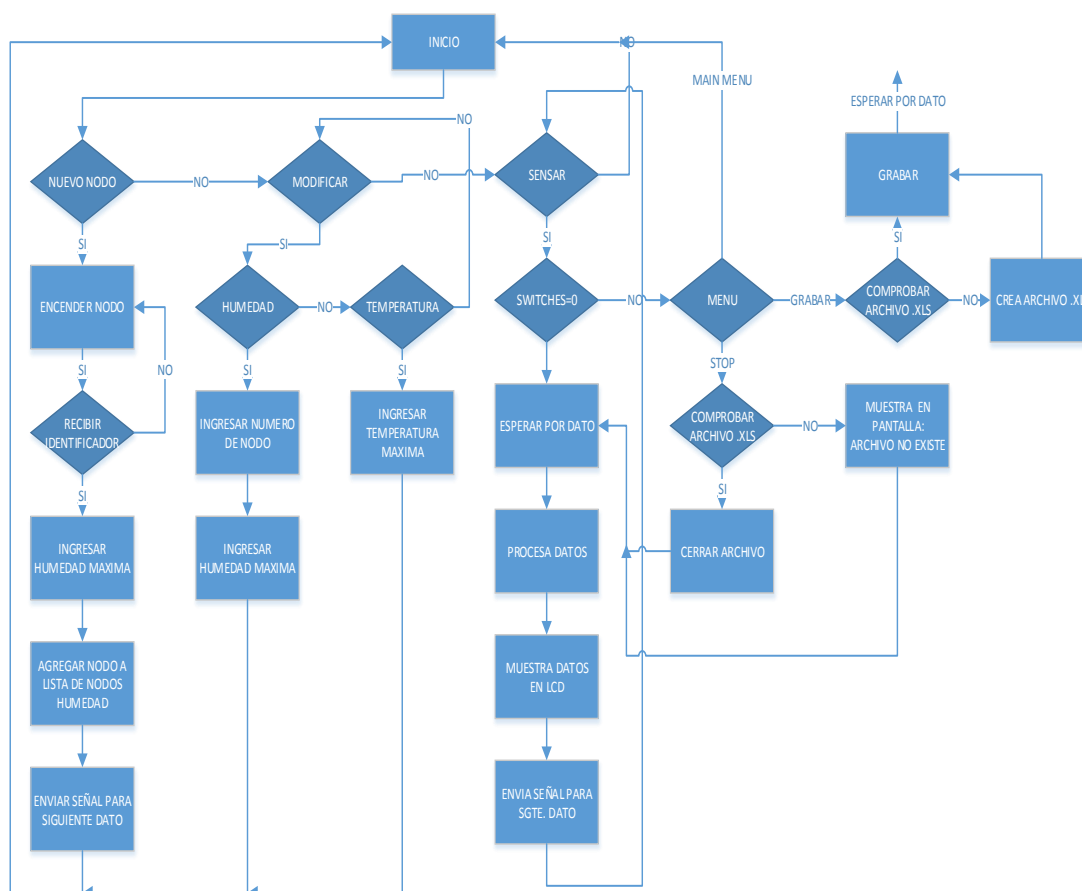 INICIO
NO
MAIN MENU
ESPERAR POR DATO
NO
NUEVO NODO
NO
MODIFICAR
NO
SENSAR
GRABAR
SI
SI
SI
SI
ENCENDER NODO
HUMEDAD
NO
TEMPERATURA
SWITCHES=0
NO
MENU
GRABAR
COMPROBAR
ARCHIVO .XLS
NO
CREA ARCHIVO .XL
SI
NO
SI
SI
STOP
RECIBIR
IDENTIFICADOR
INGRESAR NUMERO
DE NODO
INGRESAR
TEMPERATURA
MAXIMA
ESPERAR POR DATO
COMPROBAR
ARCHIVO .XLS
NO
MUESTRA EN
PANTALLA:
ARCHIVO NO EXISTE
SI
SI
INGRESAR
HUMEDAD MAXIMA
INGRESAR
HUMEDAD MAXIMA
PROCESA DATOS
CERRAR ARCHIVO
AGREGAR NODO A
LISTA DE NODOS
HUMEDAD
MUESTRA DATOS
EN LCD
ENVIAR SEÑAL PARA
SIGUIENTE DATO
ENVIA SEÑAL PARA
SGTE. DATO